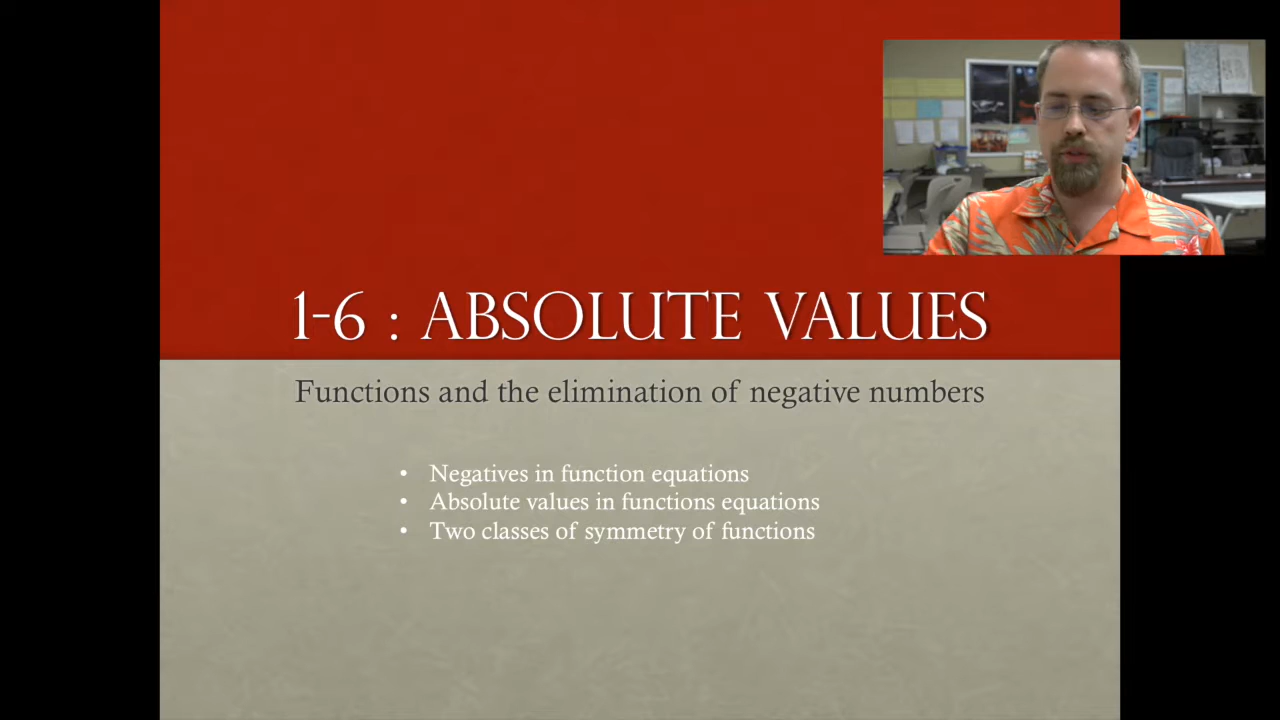 1-6 : ABSOLUTE VALUES
Functions and the elimination of negative numbers
• Negatives in function equations
• Absolute values in functions equations
• Two classes of symmetry of functions